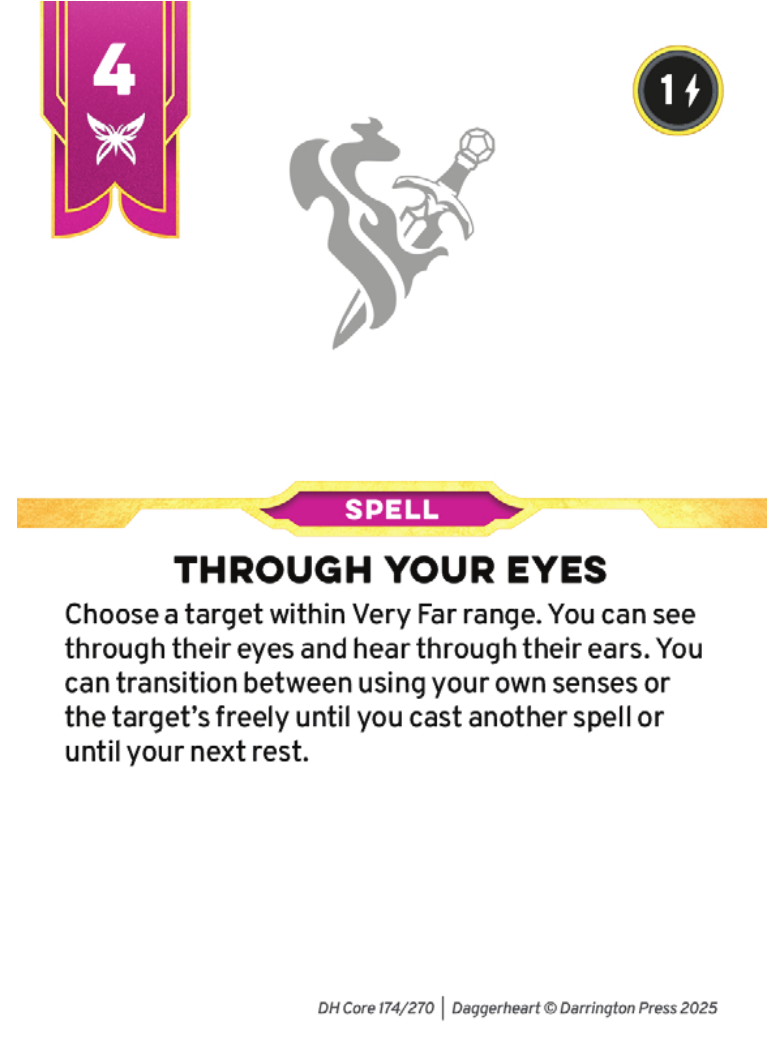 4
1
SPELL
THROUGH YOUR EYES
Choose a target within Very Far range. You can see
through their eyes and hear through their ears. You
can transition between using your own senses or
the target’s freely until you cast another spell or
until your next rest.
DH Core 174/270 | Daggerheart © Darrington Press 2025